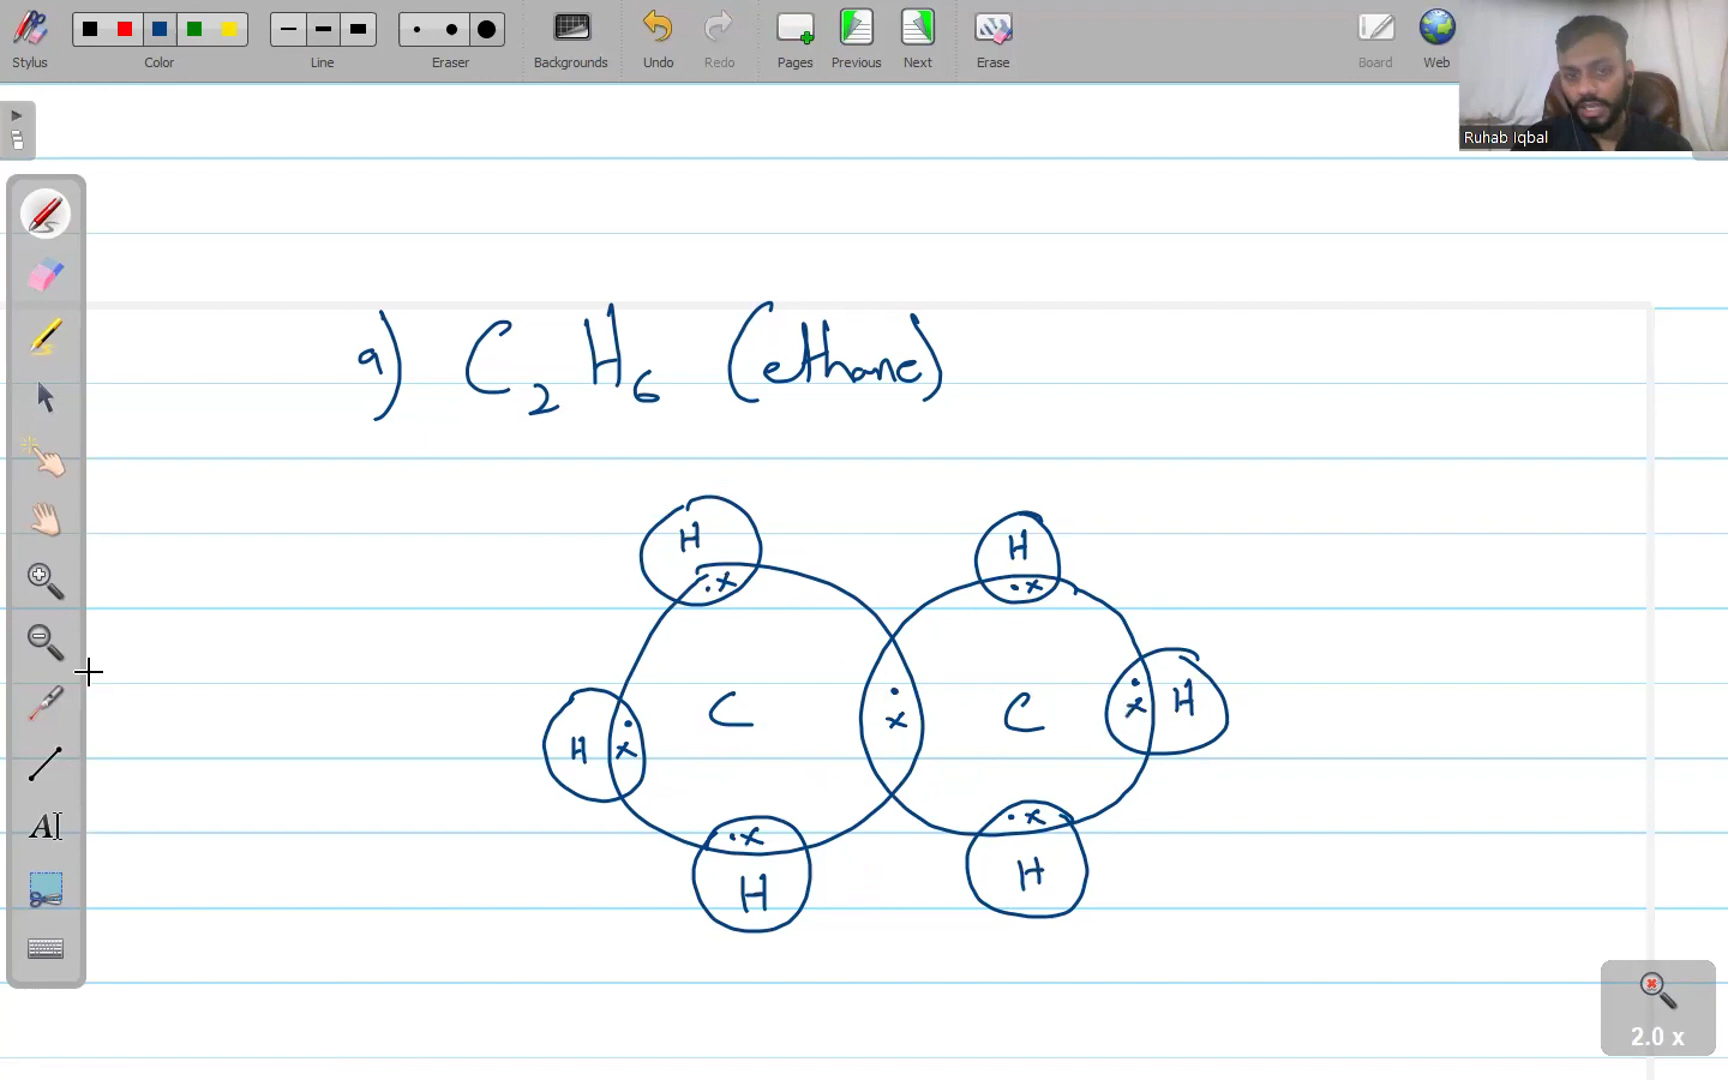 Stylus
Color
Line
Eraser
Backgrounds
Undo
Redo
Pages
Previous
Next
Erase
Board
Web
Ruhab Iqbal
a) C2H6 (ethane)
H
H
.x
.x
C
.
x
C
.
x
H
H
.
x
.x
.x
H
H
A
2.0 x